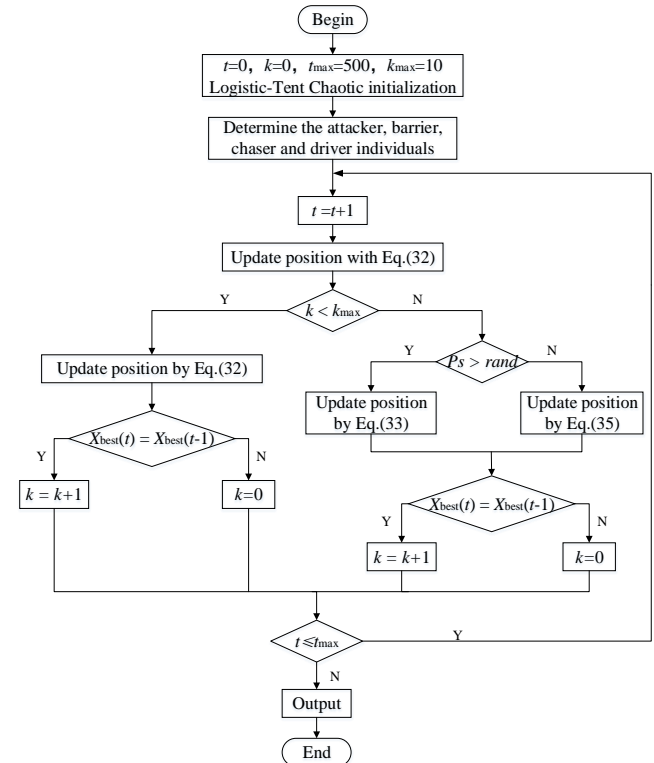 Begin
t=0, k=0, tmax=500, kmax=10
Logistic-Tent Chaotic initialization
Determine the attacker, barrier,
chaser and driver individuals
t =t+1
Update position with Eq.(32)
Y
k < kmax
N
Update position by Eq.(32)
Y
Ps > rand
N
Update position
by Eq.(33)
Update position
by Eq.(35)
Xbest(t) = Xbest(t-1)
Y
N
k = k+1
k=0
Xbest(t) = Xbest(t-1)
Y
N
k = k+1
k=0
t⩽tmax
Y
N
Output
End